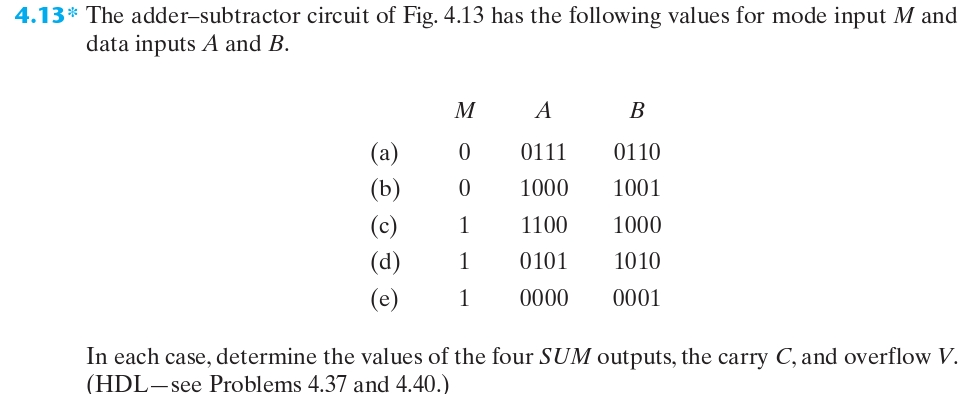 4.13* The adder–subtractor circuit of Fig. 4.13 has the following values for mode input M and
data inputs A and B.
M A B
(a) 0 0111 0110
(b) 0 1000 1001
(c) 1 1100 1000
(d) 1 0101 1010
(e) 1 0000 0001
In each case, determine the values of the four SUM outputs, the carry C, and overflow V.
(HDL—see Problems 4.37 and 4.40.)